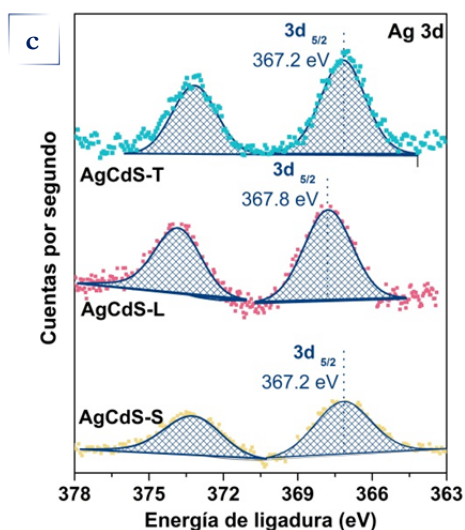 c
Ag 3d
3d 5/2
367.2 eV
AgCdS-T
3d 5/2
367.8 eV
AgCdS-L
3d 5/2
367.2 eV
AgCdS-S
Cuentas por segundo
378 375 372 369 366 363
Energía de ligadura (eV)